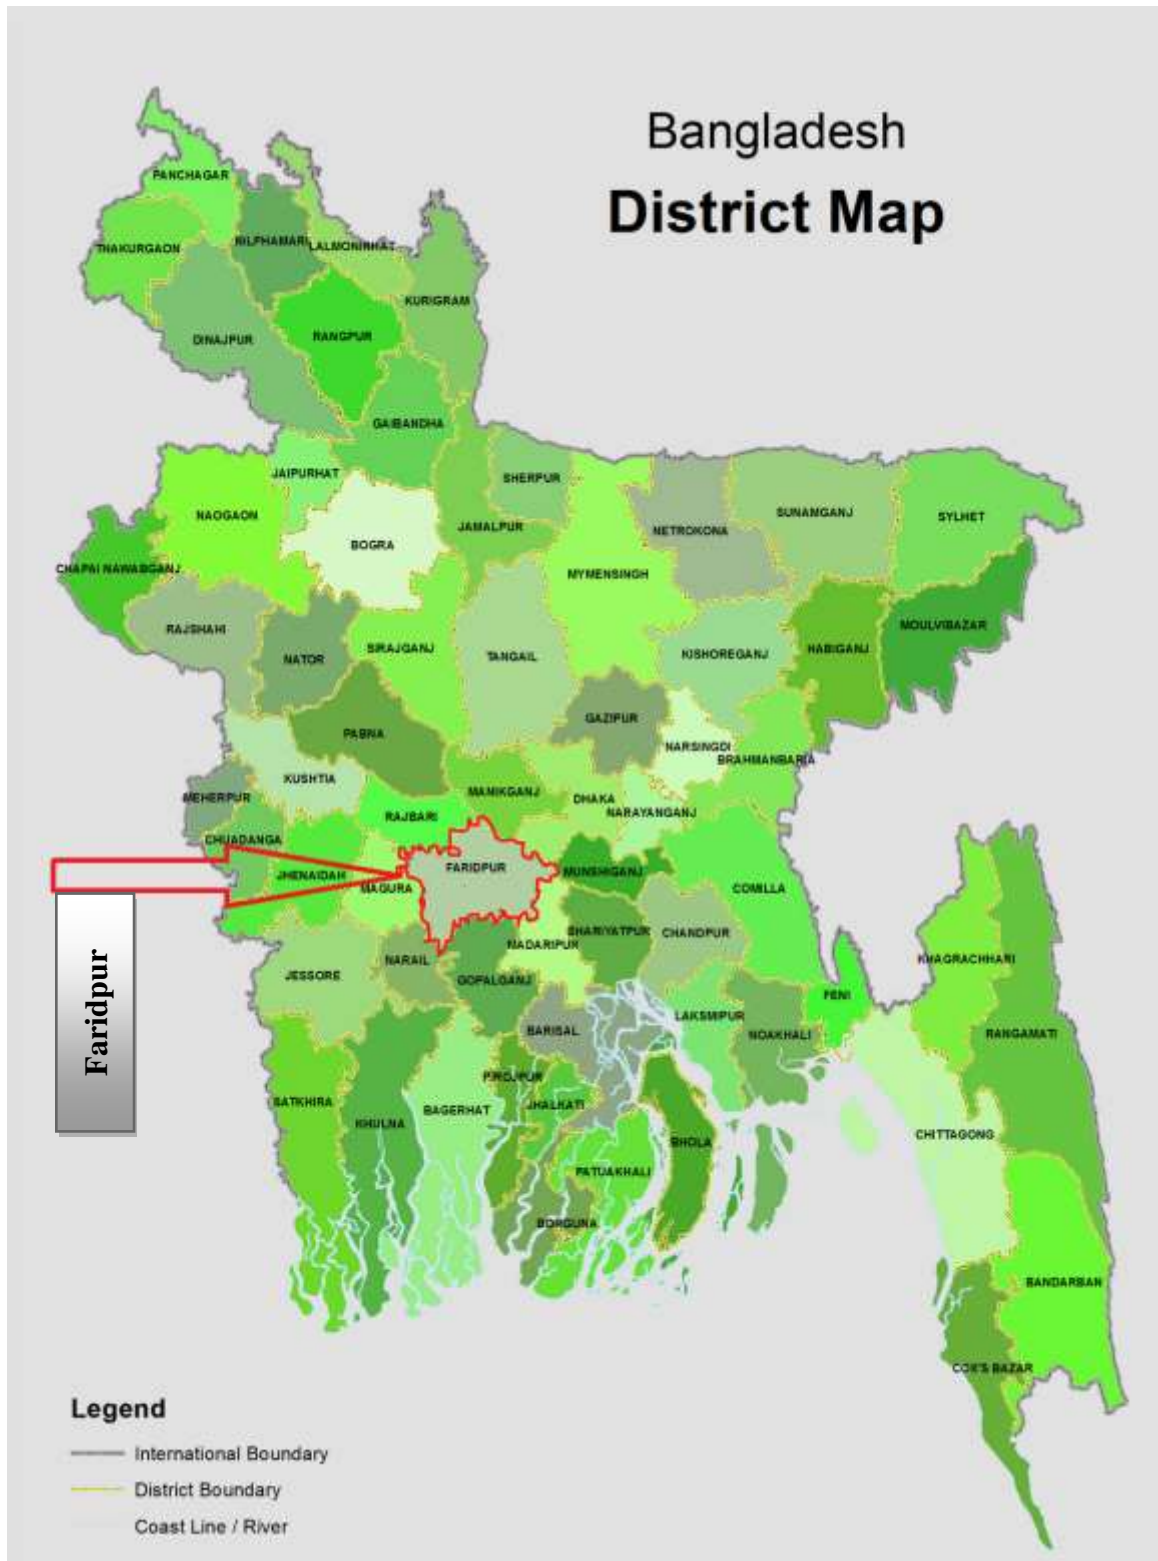 Bangladesh
District Map
PANCHAGAR
THAKURGAON
NILPHAMARI
LALMONIRHAT
KURIGRAM
DINAJPUR
RANGPUR
GAIBANDHA
JAIPURHAT
SHERPUR
NAOGAON
JAMALPUR
SUNAMGANJ
SYLHET
BOGRA
NETROKONA
CHAPAI NAWABGANJ
MYMENSINGH
RAJSHAHI
MOULVIBAZAR
NATOR
SIRAJGANJ
TANGAIL
KISHOREGANJ
HABIGANJ
GAZIPUR
PABNA
NARSINGDI
BRAHMANBARIA
KUSHTIA
MEHERPUR
MANIKGANJ
DHAKA
RAJBARI
NARAYANGANJ
CHUADANGA
FARIDPUR
JHENAIDAH
MUNSHIGANJ
MAGURA
COMILLA
SHARIYATPUR
CHANDPUR
MADARIPUR
NARAIL
KHAGRACHHARI
JESSORE
GOPALGANJ
FENI
Faridpur
LAKSMIPUR
BARISAL
NOAKHALI
RANGAMATI
PIROJPUR
SATKHIRA
JHALKATI
BAGERHAT
KHULNA
CHITTAGONG
BHOLA
PATUAKHALI
BORGUNA
BANDARBAN
COX'S BAZAR
Legend
International Boundary
District Boundary
Coast Line / River